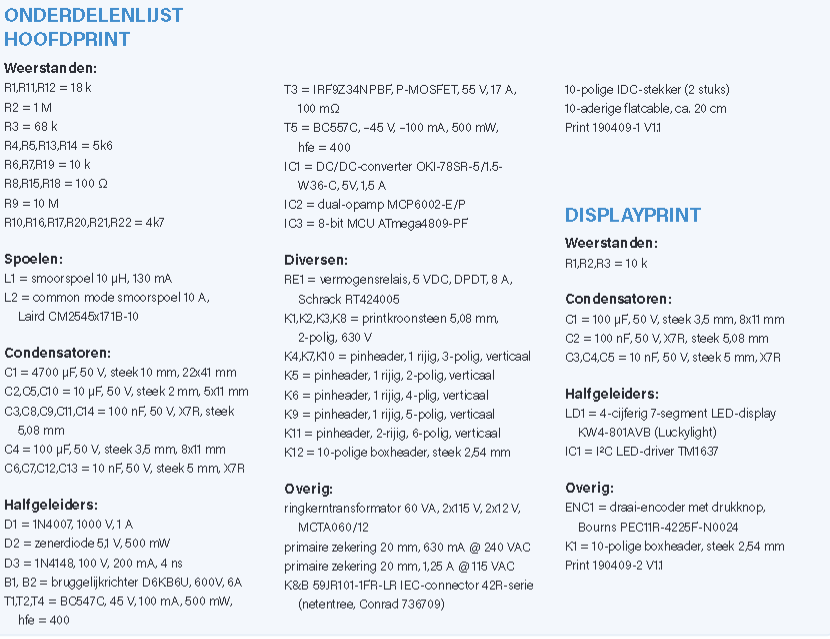 ONDERDELENLIJST
HOOFDPRINT
Weerstanden:
R1,R11,R12 = 18 k
R2 = 1 M
R3 = 68 k
R4,R5,R13,R14 = 5k6
R6,R7,R19 = 10 k
R8,R15,R18 = 100 Ω
R9 = 10 M
R10,R16,R17,R20,R21,R22 = 4k7
Spoelen:
L1 = smoorspoel 10 µH, 130 mA
L2 = common mode smoorspoel 10 A,
Laird CM2545x171B-10
Condensatoren:
C1 = 4700 µF, 50 V, steek 10 mm, 22x41 mm
C2,C5,C10 = 10 µF, 50 V, steek 2 mm, 5x11 mm
C3,C8,C9,C11,C14 = 100 nF, 50 V, X7R, steek
5,08 mm
C4 = 100 µF, 50 V, steek 3,5 mm, 8x11 mm
C6,C7,C12,C13 = 10 nF, 50 V, steek 5 mm, X7R
Halfgeleiders:
D1 = 1N4007, 1000 V, 1 A
D2 = zenerdiode 5,1 V, 500 mW
D3 = 1N4148, 100 V, 200 mA, 4 ns
B1, B2 = bruggelijkrichter D6KB6U, 600V, 6A
T1,T2,T4 = BC547C, 45 V, 100 mA, 500 mW,
hfe = 400
T3 = IRF9Z34NPBF, P-MOSFET, 55 V, 17 A,
100 mΩ
T5 = BC557C, –45 V, –100 mA, 500 mW,
hfe = 400
IC1 = DC/DC-converter OKI-78SR-5/1.5-
W36-C, 5V, 1,5 A
IC2 = dual-opamp MCP6002-E/P
IC3 = 8-bit MCU ATmega4809-PF
Diversen:
RE1 = vermogensrelais, 5 VDC, DPDT, 8 A,
Schrack RT424005
K1,K2,K3,K8 = printkroonsteen 5,08 mm,
2-polig, 630 V
K4,K7,K10 = pinheader, 1 rijig, 3-polig, verticaal
K5 = pinheader, 1 rijig, 2-polig, verticaal
K6 = pinheader, 1 rijig, 4-plig, verticaal
K9 = pinheader, 1 rijig, 5-polig, verticaal
K11 = pinheader, 2-rijig, 6-polig, verticaal
K12 = 10-polige boxheader, steek 2,54 mm
Overig:
ringkerntransformator 60 VA, 2x115 V, 2x12 V,
MCTA060/12
primaire zekering 20 mm, 630 mA @ 240 VAC
primaire zekering 20 mm, 1,25 A @ 115 VAC
K&B 59JR101-1FR-LR IEC-connector 42R-serie
(netentree, Conrad 736709)
10-polige IDC-stekker (2 stuks)
10-aderige flatcable, ca. 20 cm
Print 190409-1 V1.1
DISPLAYPRINT
Weerstanden:
R1,R2,R3 = 10 k
Condensatoren:
C1 = 100 µF, 50 V, steek 3,5 mm, 8x11 mm
C2 = 100 nF, 50 V, X7R, steek 5,08 mm
C3,C4,C5 = 10 nF, 50 V, steek 5 mm, X7R
Halfgeleiders:
LD1 = 4-cijferig 7-segment LED-display
KW4-801AVB (Luckylight)
IC1 = I²C LED-driver TM1637
Overig:
ENC1 = draai-encoder met drukknop,
Bourns PEC11R-4225F-N0024
K1 = 10-polige boxheader, steek 2,54 mm
Print 190409-2 V1.1